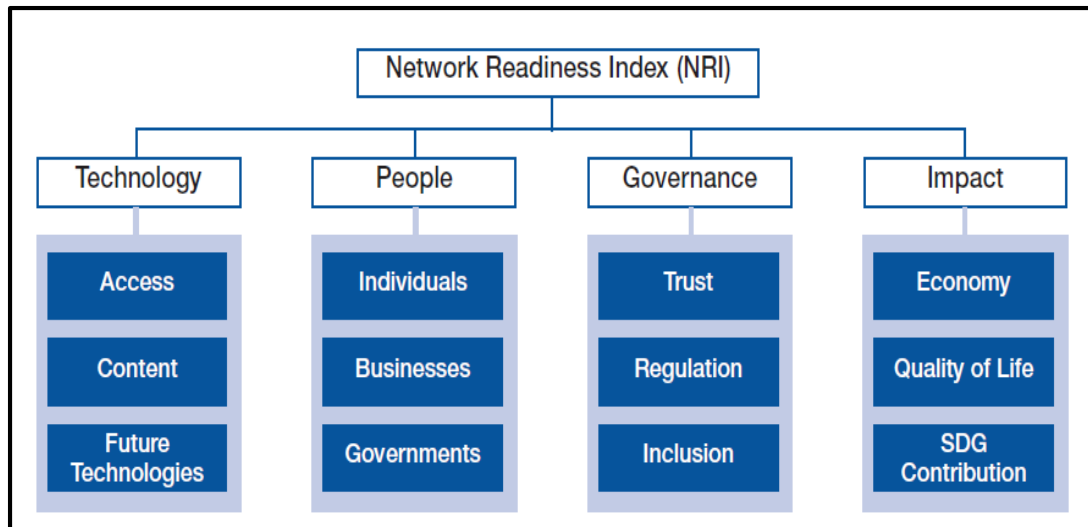 Network Readiness Index (NRI)
Technology
People
Governance
Impact
Access
Individuals
Trust
Economy
Content
Businesses
Regulation
Quality of Life
Future
Technologies
Governments
Inclusion
SDG
Contribution